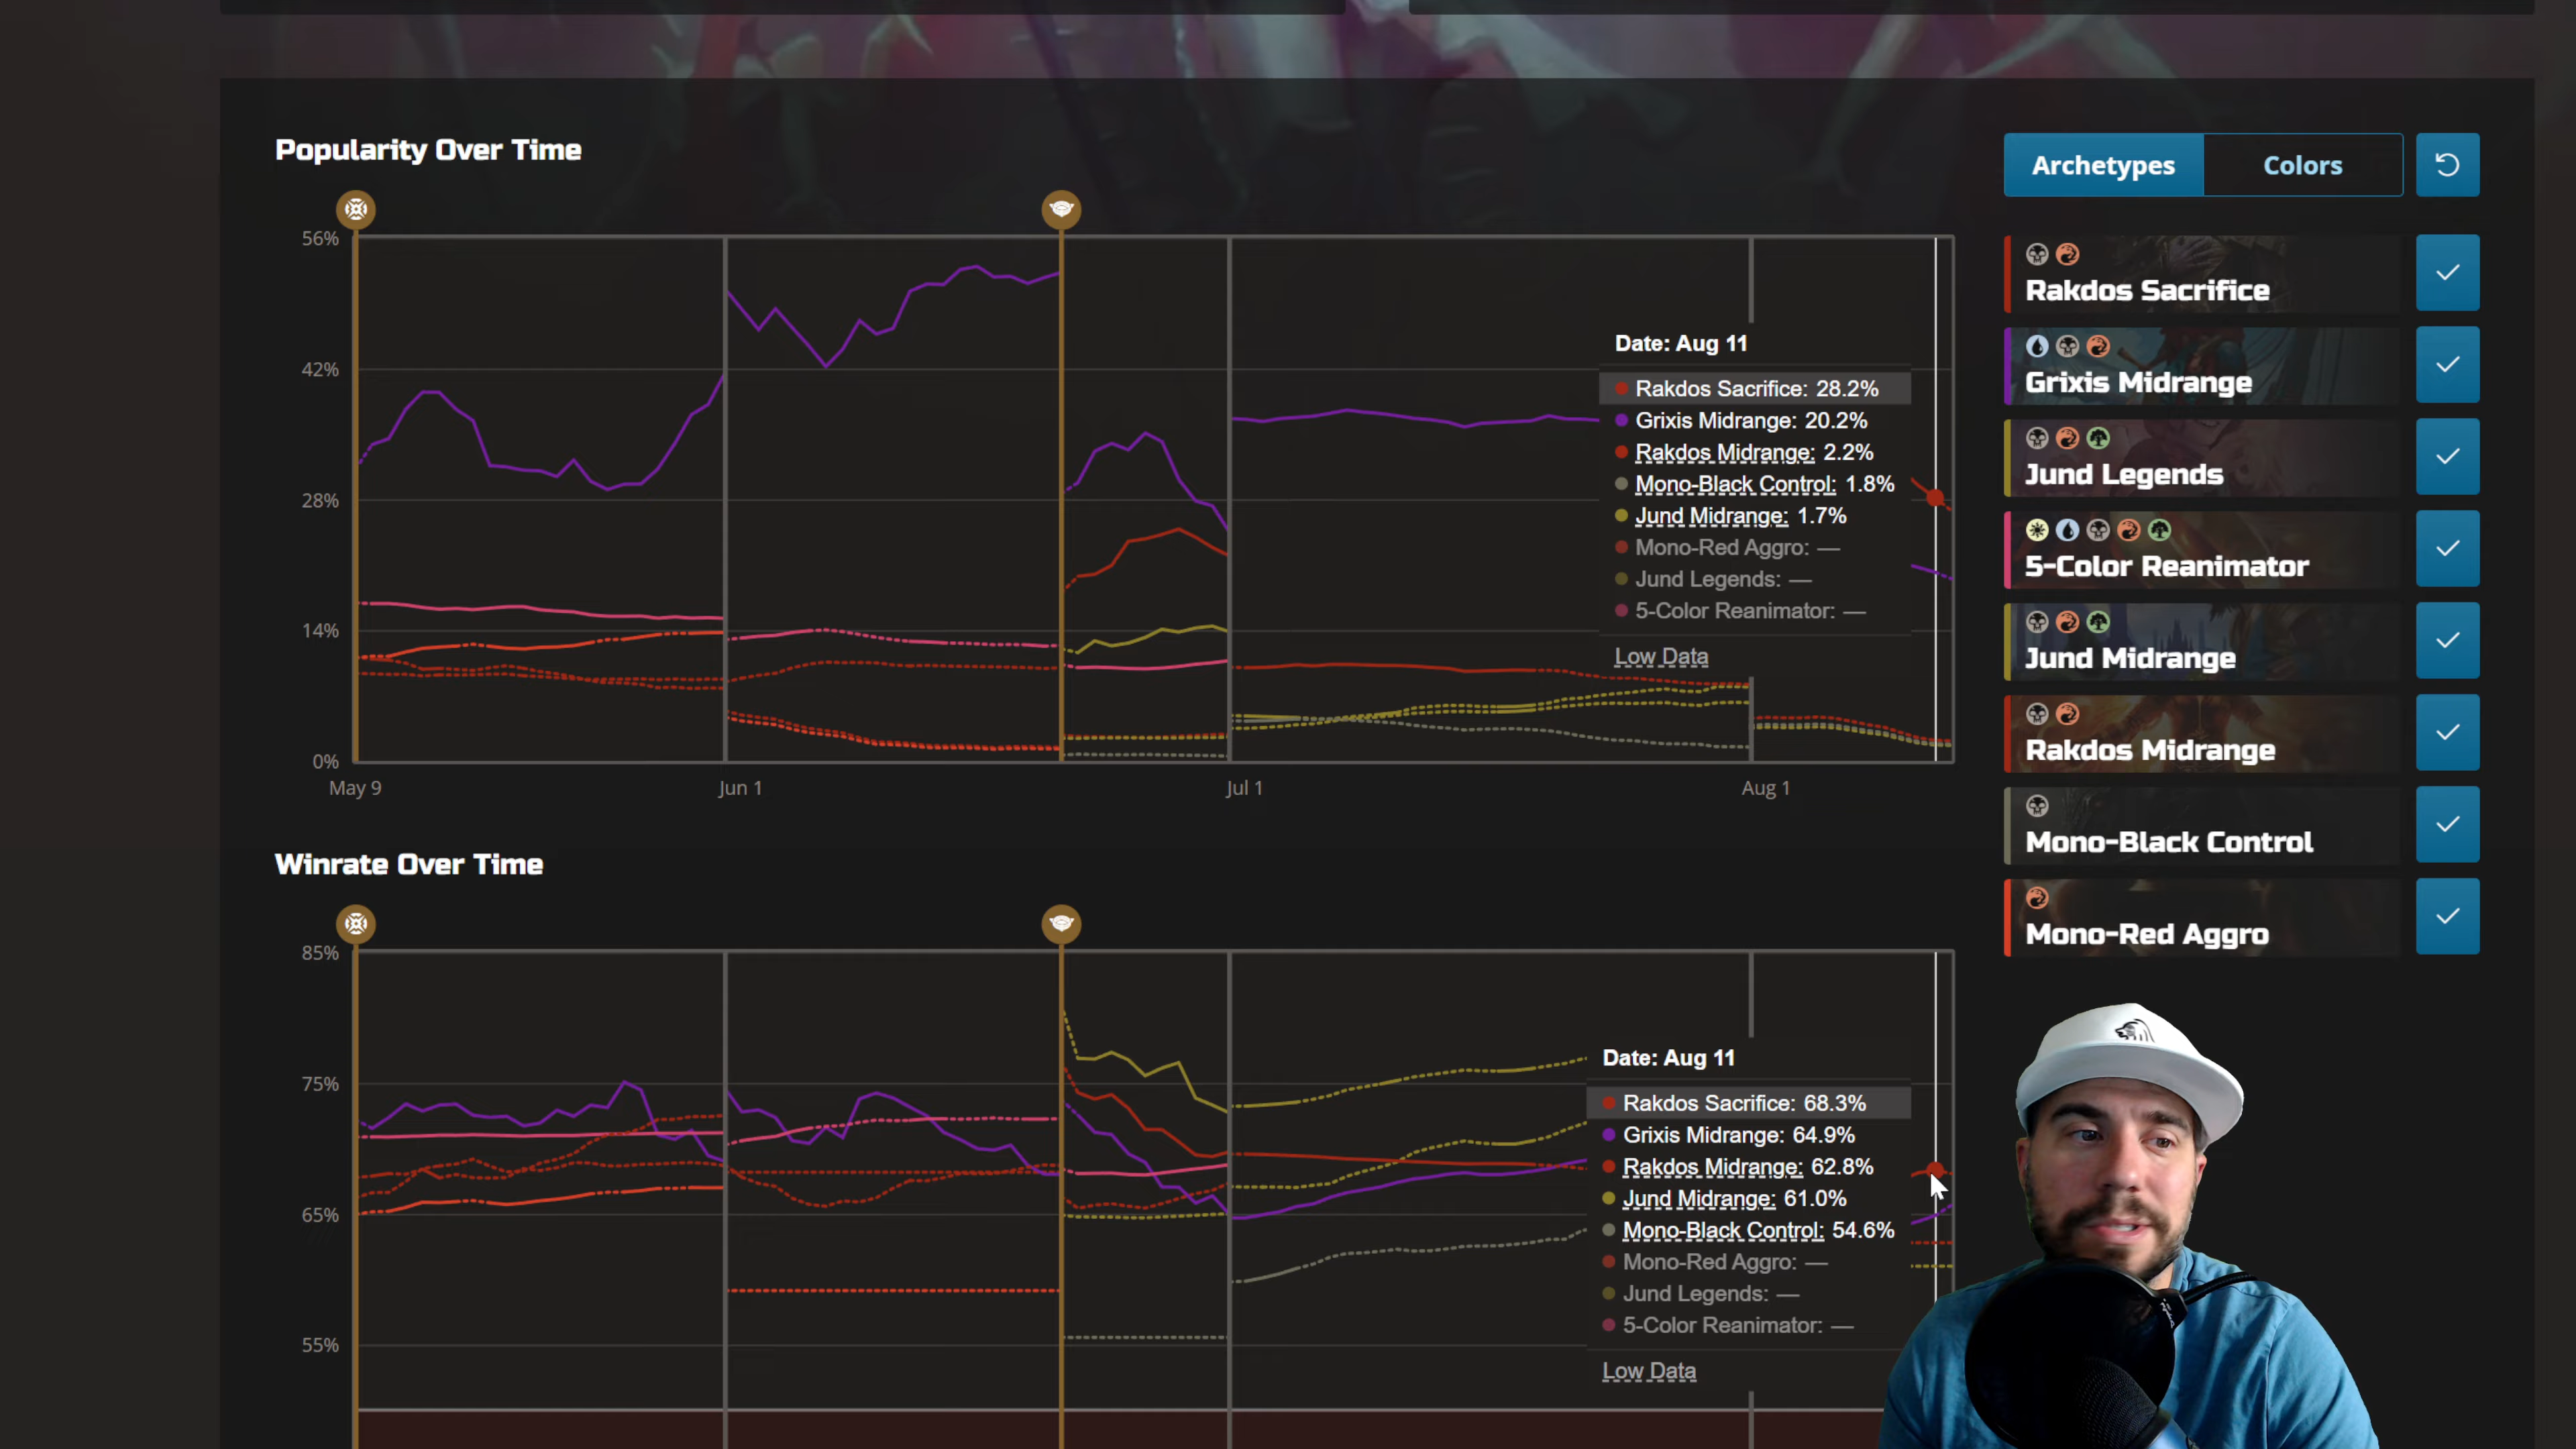 Popularity Over Time
56%
42%
28%
14%
0%
May 9
Jun 1
Jul 1
Aug 1
Date: Aug 11
Rakdos Sacrifice: 28.2%
Grixis Midrange: 20.2%
Rakdos Midrange: 2.2%
Mono-Black Control: 1.8%
Jund Midrange: 1.7%
Mono-Red Aggro: —
Jund Legends: —
5-Color Reanimator: —
Low Data
Archetypes
Colors
Rakdos Sacrifice
Grixis Midrange
Jund Legends
5-Color Reanimator
Jund Midrange
Rakdos Midrange
Mono-Black Control
Mono-Red Aggro
Winrate Over Time
85%
75%
65%
55%
Date: Aug 11
Rakdos Sacrifice: 68.3%
Grixis Midrange: 64.9%
Rakdos Midrange: 62.8%
Jund Midrange: 61.0%
Mono-Black Control: 54.6%
Mono-Red Aggro: —
Jund Legends: —
5-Color Reanimator: —
Low Data